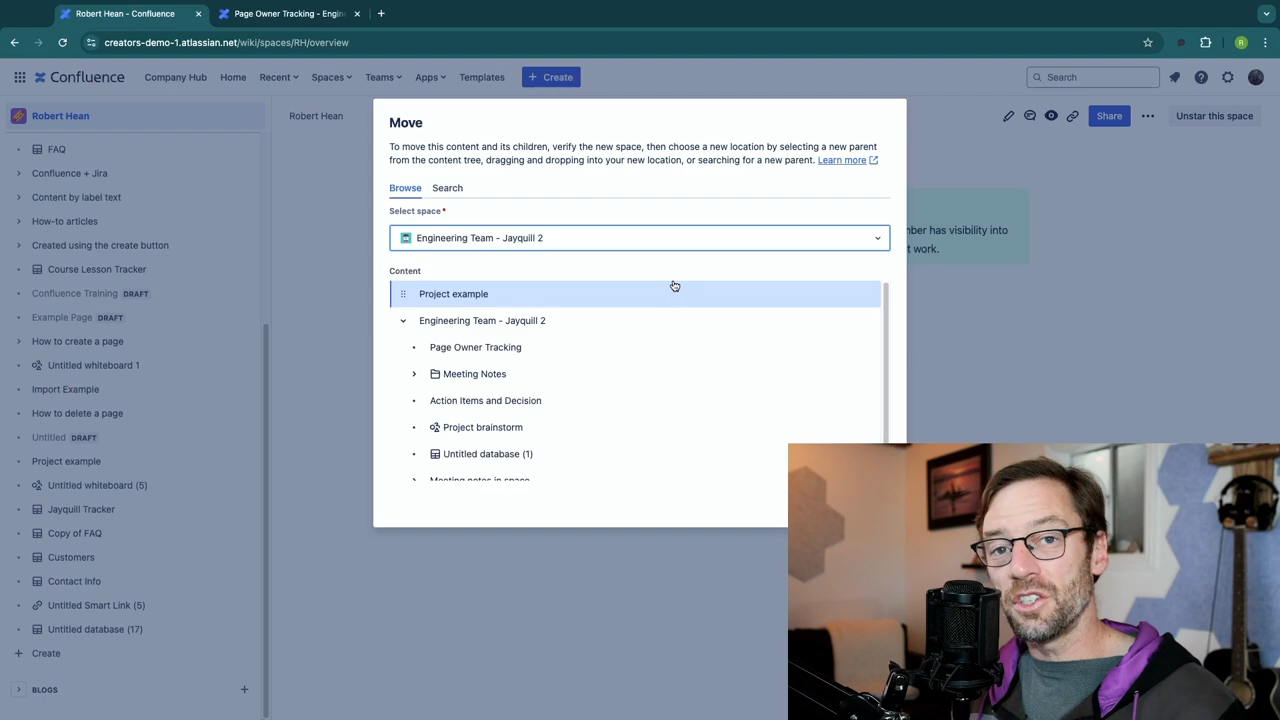 Robert Hean - Confluence
Page Owner Tracking - Engin
creators-demo-1.atlassian.net/wiki/spaces/RH/overview
R
Confluence
Company Hub
Home
Recent
Spaces
Teams
Apps
Templates
+ Create
Search
Robert Hean
FAQ
Confluence + Jira
Content by label text
How-to articles
Created using the create button
Course Lesson Tracker
Confluence Training DRAFT
Example Page DRAFT
How to create a page
Untitled whiteboard 1
Import Example
How to delete a page
Untitled DRAFT
Project example
Untitled whiteboard (5)
Jayquill Tracker
Copy of FAQ
Customers
Contact Info
Untitled Smart Link (5)
Untitled database (17)
+ Create
BLOGS
Robert Hean
Share
Unstar this space
mber has visibility into
t work.
Move
To move this content and its children, verify the new space, then choose a new location by selecting a new parent
from the content tree, dragging and dropping into your new location, or searching for a new parent. Learn more
Browse
Search
Select space*
Engineering Team - Jayquill 2
Content
Project example
Engineering Team - Jayquill 2
Page Owner Tracking
Meeting Notes
Action Items and Decision
Project brainstorm
Untitled database (1)
Meeting notes in space